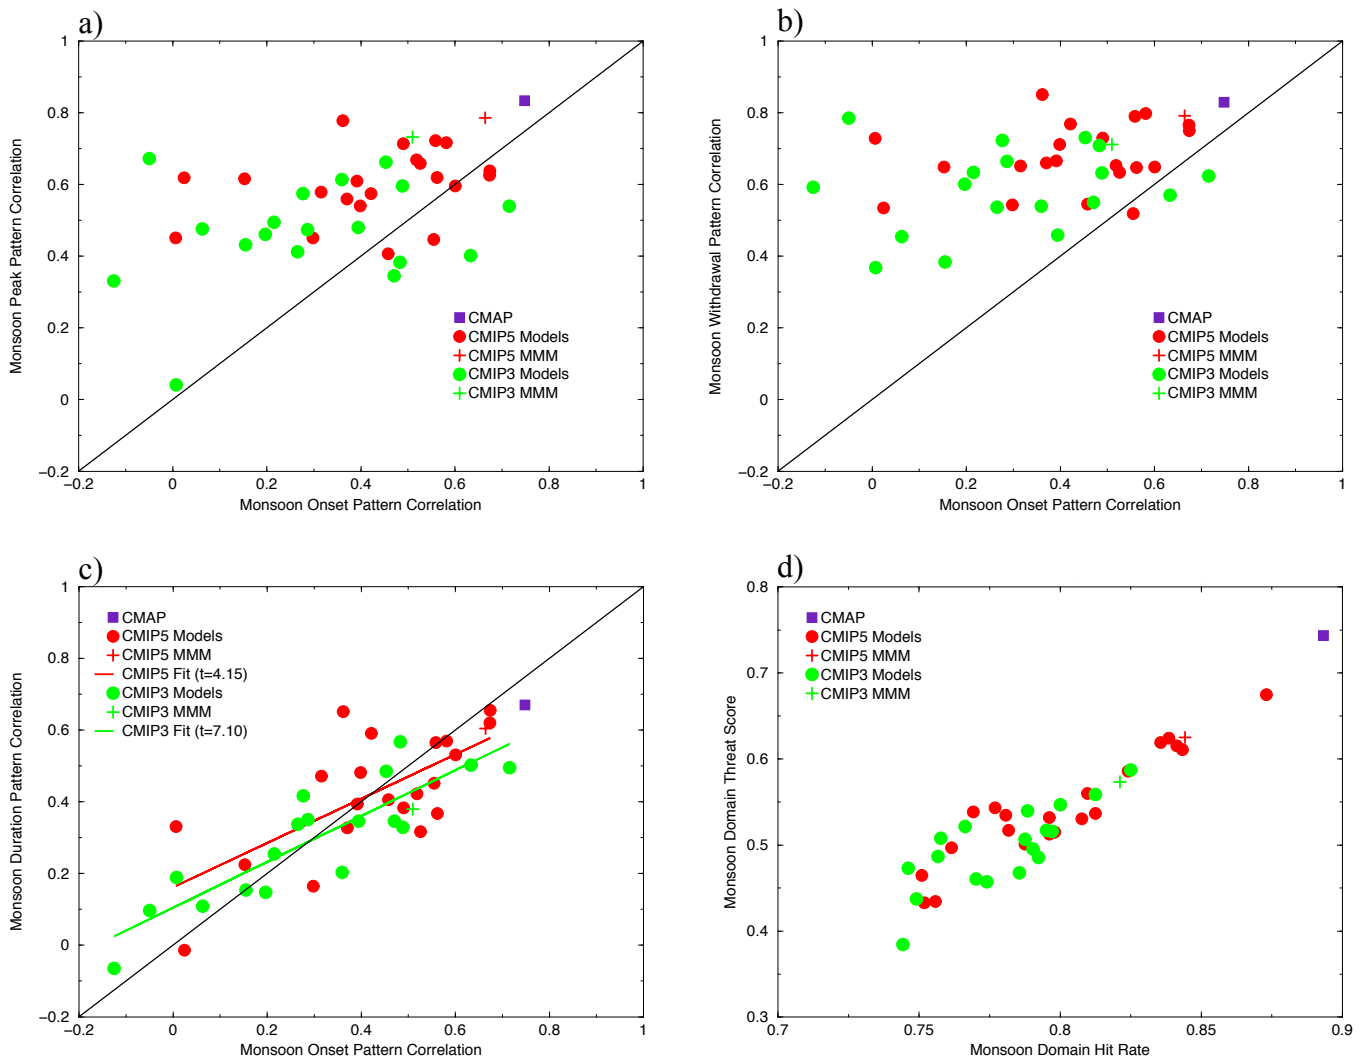 a)
1
0.8
0.6
0.4
0.2
0
−0.2
−0.2
0
0.2
0.4
0.6
0.8
1
Monsoon Peak Pattern Correlation
Monsoon Onset Pattern Correlation
CMAP
CMIP5 Models
CMIP5 MMM
CMIP3 Models
CMIP3 MMM
b)
1
0.8
0.6
0.4
0.2
0
−0.2
−0.2
0
0.2
0.4
0.6
0.8
1
Monsoon Withdrawal Pattern Correlation
Monsoon Onset Pattern Correlation
CMAP
CMIP5 Models
CMIP5 MMM
CMIP3 Models
CMIP3 MMM
c)
1
0.8
0.6
0.4
0.2
0
−0.2
−0.2
0
0.2
0.4
0.6
0.8
1
Monsoon Duration Pattern Correlation
Monsoon Onset Pattern Correlation
CMAP
CMIP5 Models
CMIP5 MMM
CMIP5 Fit (t=4.15)
CMIP3 Models
CMIP3 MMM
CMIP3 Fit (t=7.10)
d)
0.8
0.7
0.6
0.5
0.4
0.3
0.7
0.75
0.8
0.85
0.9
Monsoon Domain Threat Score
Monsoon Domain Hit Rate
CMAP
CMIP5 Models
CMIP5 MMM
CMIP3 Models
CMIP3 MMM